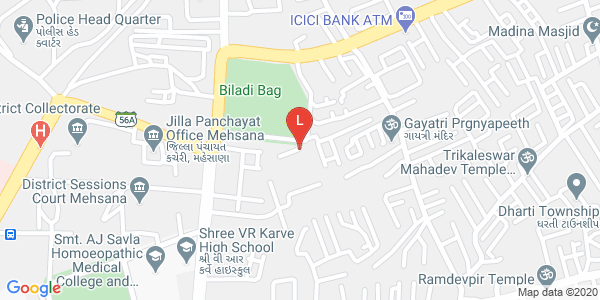 ICICI BANK ATM
Police Head Quarter
પોલીસ હેડ
ક્વાર્ટર
Madina Masjid
Biladi Bag
L
trict Collectorate
56A
H
Jilla Panchayat
Office Mehsana
જિલ્લા પંચાયત
કચેરી, મહેસાણા
Gayatri Prgnyapeeth
ગાયત્રી મંદિર
Trikaleswar
Mahadev Temple...
District Sessions
Court Mehsana
Dharti Township
ધરતી ટાઉનશીપ
Shree VR Karve
High School
શ્રી વી આર
કર્વે હાઇસ્કુલ
Smt. AJ Savla
Homoeopathic
Medical
College and...
Ramdevpir Temple
Google
Map data ©2020